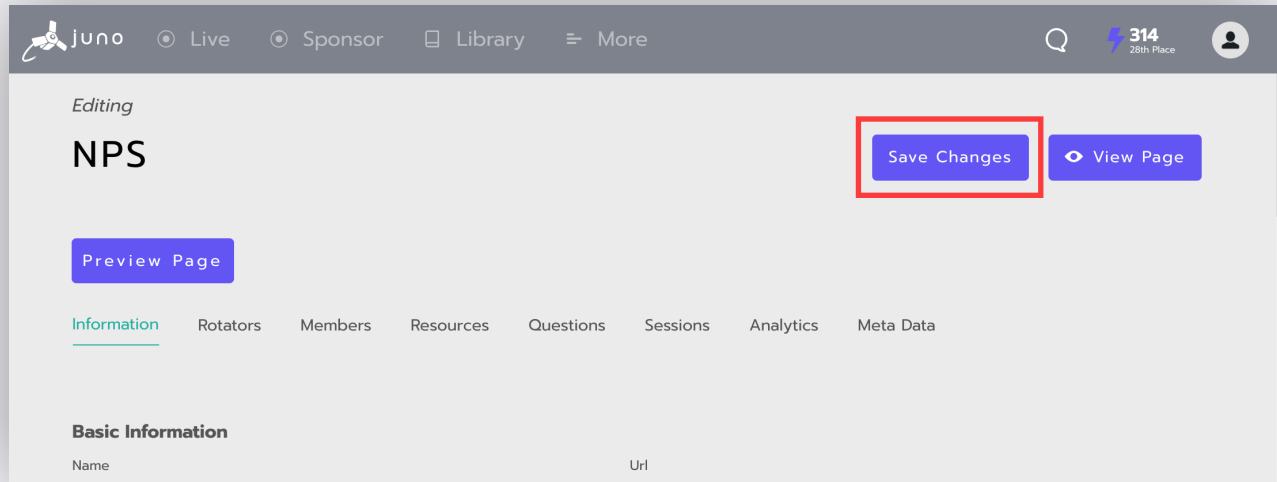 juno Live Sponsor Library More 314
28th Place
Editing
NPS
Save Changes View Page
Preview Page
Information Rotators Members Resources Questions Sessions Analytics Meta Data
Basic Information
Name Url